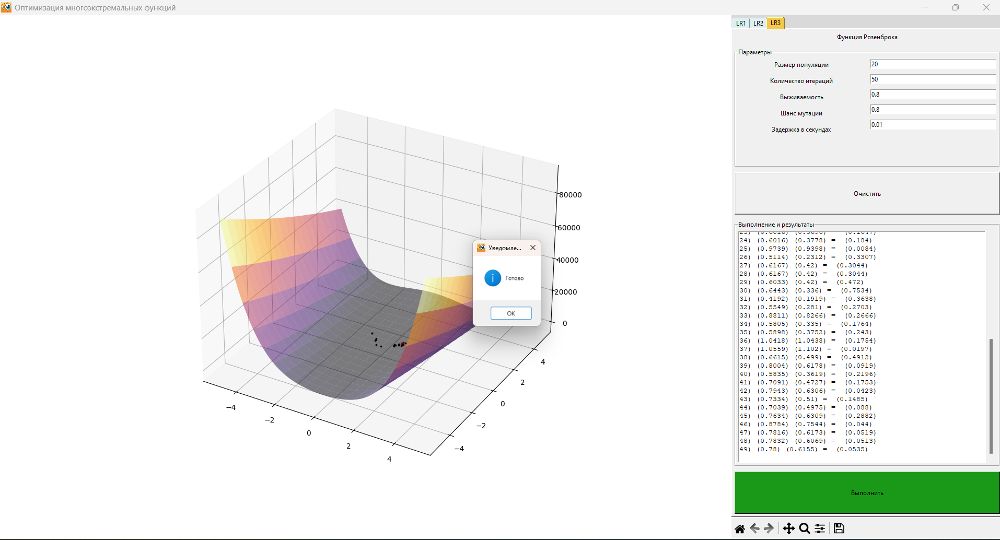 Оптимизация многоэкстремальных функций
80000
60000
40000
20000
0
4
2
0
−2
−4
−4
−2
0
2
4
Уведомле...
Готово
OK
LR1 LR2 LR3
Функция Розенброка
Параметры
Размер популяции 20
Количество итераций 50
Выживаемость 0.8
Шанс мутации 0.8
Задержка в секундах 0.01
Очистить
Выполнение и результаты
24) (0.6016) (0.3778) = (0.184)
25) (0.9739) (0.9398) = (0.0084)
26) (0.5114) (0.2312) = (0.3307)
27) (0.6167) (0.42) = (0.3044)
28) (0.6167) (0.42) = (0.3044)
29) (0.6033) (0.42) = (0.472)
30) (0.6443) (0.336) = (0.7534)
31) (0.4192) (0.1919) = (0.3638)
32) (0.5549) (0.281) = (0.2703)
33) (0.8811) (0.8266) = (0.2666)
34) (0.5805) (0.335) = (0.1764)
35) (0.5898) (0.3752) = (0.243)
36) (1.0418) (1.0438) = (0.1754)
37) (1.0559) (1.102) = (0.0197)
38) (0.6615) (0.499) = (0.4912)
39) (0.8004) (0.6178) = (0.0919)
40) (0.5835) (0.3619) = (0.2196)
41) (0.7091) (0.4727) = (0.1753)
42) (0.7943) (0.6306) = (0.0423)
43) (0.7334) (0.51) = (0.1485)
44) (0.7039) (0.4975) = (0.088)
45) (0.7634) (0.6309) = (0.2882)
46) (0.8784) (0.7544) = (0.044)
47) (0.7816) (0.6173) = (0.0519)
48) (0.7832) (0.6069) = (0.0513)
49) (0.78) (0.6155) = (0.0535)
Выполнить